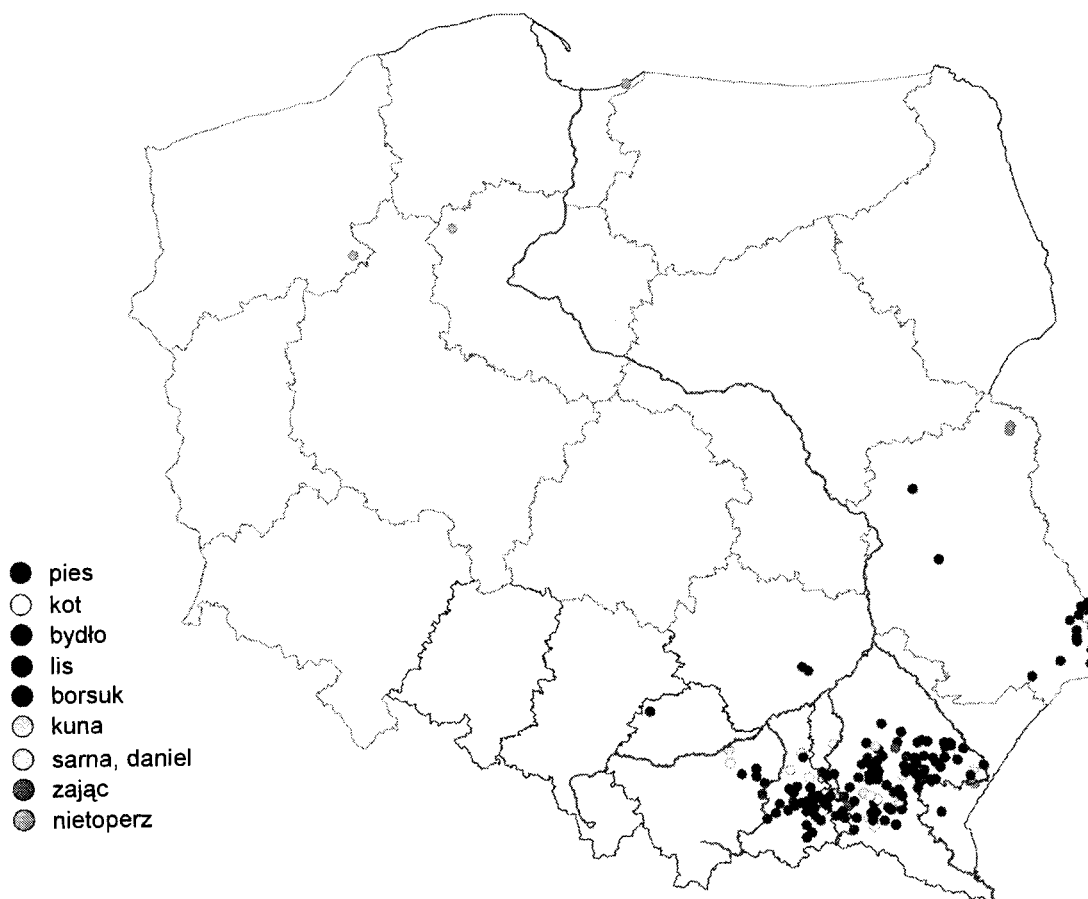 pies
kot
bydło
lis
borsuk
kuna
sarna, daniel
zając
nietoperz